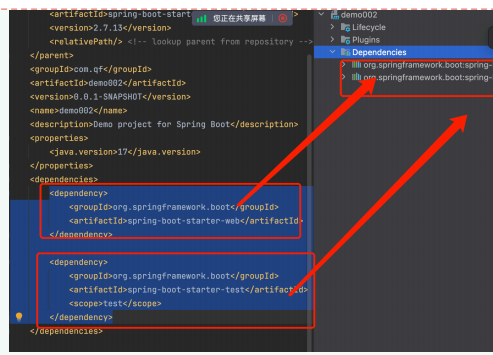 <artifactId>spring-boot-start
<version>2.7.13</version>
<relativePath/> <!-- lookup parent from repository --
</parent>
<groupId>com.qf</groupId>
<artifactId>demo002</artifactId>
<version>0.0.1-SNAPSHOT</version>
<name>demo002</name>
<description>Demo project for Spring Boot</description>
<properties>
<java.version>17</java.version>
</properties>
<dependencies>
<dependency>
<groupId>org.springframework.boot</groupId>
<artifactId>spring-boot-starter-web</artifactId>
</dependency>
<dependency>
<groupId>org.springframework.boot</groupId>
<artifactId>spring-boot-starter-test</artifactId>
<scope>test</scope>
</dependency>
</dependencies>
您正在共享屏幕
demo002
Lifecycle
Plugins
Dependencies
org.springframework.boot:spring-
org.springframework.boot:spring-